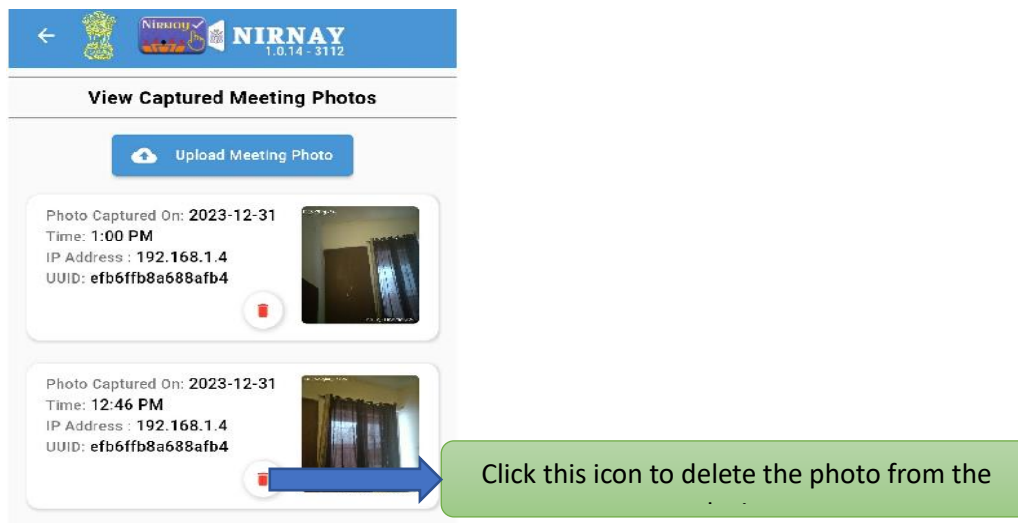 Nirnay
NIRNAY
1.0.14 - 3112
View Captured Meeting Photos
Upload Meeting Photo
Photo Captured On: 2023-12-31
Time: 1:00 PM
IP Address : 192.168.1.4
UUID: efb6ffb8a688afb4
Photo Captured On: 2023-12-31
Time: 12:46 PM
IP Address : 192.168.1.4
UUID: efb6ffb8a688afb4
Click this icon to delete the photo from the